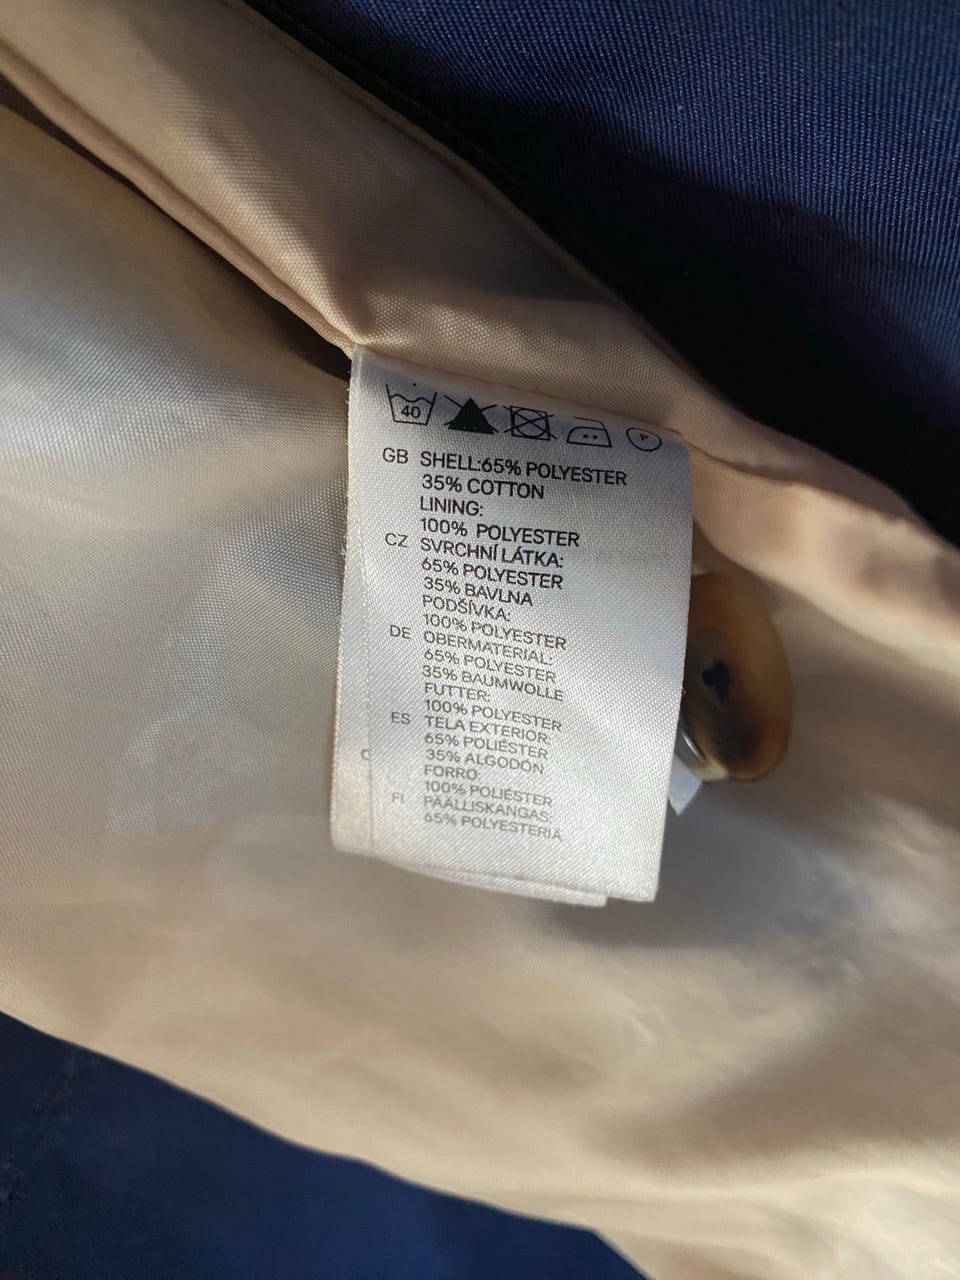 40 P
GB SHELL:65% POLYESTER
35% COTTON
LINING:
100% POLYESTER
CZ SVRCHNÍ LÁTKA:
65% POLYESTER
35% BAVLNA
PODŠÍVKA:
100% POLYESTER
DE OBERMATERIAL:
65% POLYESTER
35% BAUMWOLLE
FUTTER:
100% POLYESTER
ES TELA EXTERIOR:
65% POLIÉSTER
35% ALGODÓN
FORRO:
100% POLIÉSTER
FI PÄÄLLISKANGAS:
65% POLYESTERIA